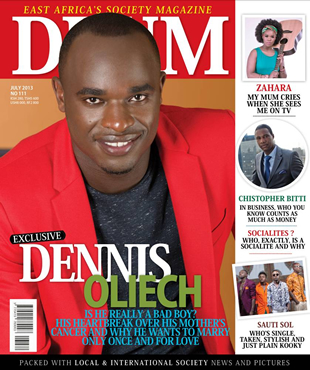 EAST AFRICA'S SOCIETY MAGAZINE
DRUM
JULY 2013
NO 111
ZAHARA
MY MUM CRIES
WHEN SHE SEES
ME ON TV
CHISTOPHER BITTI
IN BUSINESS, WHO YOU
KNOW COUNTS AS
MUCH AS MONEY
SOCIALITES ?
WHO, EXACTLY, IS A
SOCIALITE AND WHY
SAUTI SOL
WHO'S SINGLE,
TAKEN, STYLISH AND
JUST PLAIN KOOKY
EXCLUSIVE
DENNIS
OLIECH
IS HE REALLY A BAD BOY?
HIS HEARTBREAK OVER HIS MOTHER'S
CANCER AND WHY HE WANTS TO MARRY
ONLY ONCE AND FOR LOVE
PACKED WITH LOCAL & INTERNATIONAL SOCIETY NEWS AND PICTURES